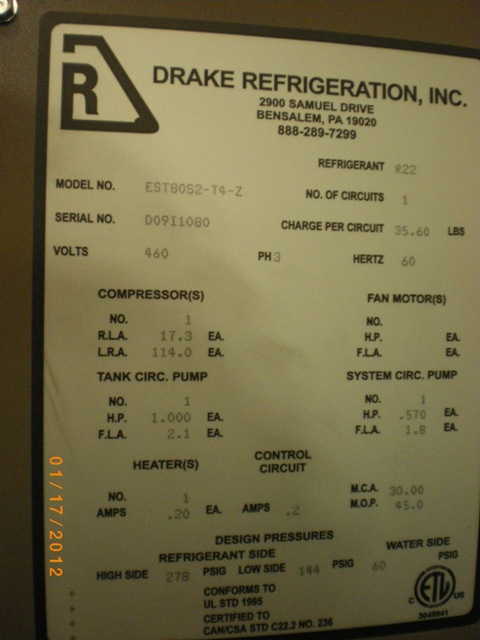 R
DRAKE REFRIGERATION, INC.
2900 SAMUEL DRIVE
BENSALEM, PA 19020
888-289-7299
REFRIGERANT R22
MODEL NO. EST80S2-T4-Z NO. OF CIRCUITS 1
SERIAL NO. D09I1080 CHARGE PER CIRCUIT 35.60 LBS
VOLTS 460 PH 3 HERTZ 60
COMPRESSOR(S) FAN MOTOR(S)
NO. 1 NO.
R.L.A. 17.3 EA. H.P. EA.
L.R.A. 114.0 EA. F.L.A. EA.
TANK CIRC. PUMP SYSTEM CIRC. PUMP
NO. 1 NO. 1
H.P. 1.000 EA. H.P. .570 EA.
F.L.A. 2.1 EA. F.L.A. 1.8 EA.
HEATER(S) CONTROL CIRCUIT
NO. 1 M.C.A. 30.00
AMPS .20 EA. AMPS .2 M.O.P. 45.0
DESIGN PRESSURES
REFRIGERANT SIDE WATER SIDE
HIGH SIDE 278 PSIG LOW SIDE 144 PSIG 60 PSIG
CONFORMS TO
UL STD 1995
CERTIFIED TO
CAN/CSA STD C22.2 NO. 236
C ETL US
3040941
01/17/2012